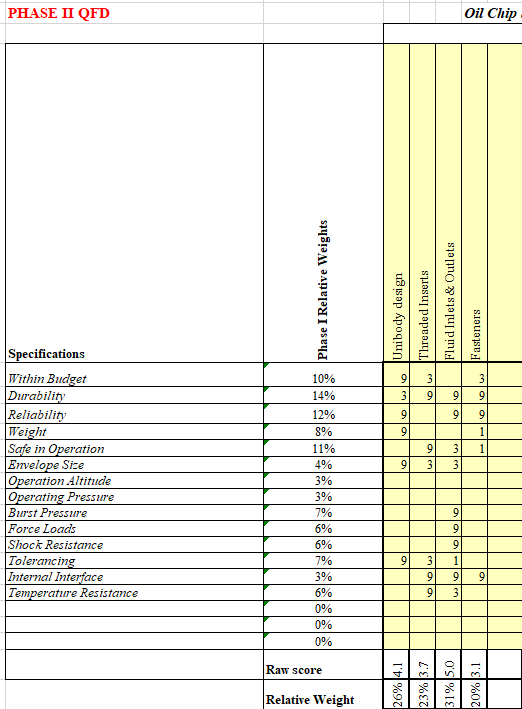 PHASE II QFD Oil Chip
Phase I Relative Weights
Unibody design
Threaded Inserts
Fluid Inlets & Outlets
Fasteners
Specifications
Within Budget 10% 9 3 3
Durability 14% 3 9 9 9
Reliability 12% 9 9 9
Weight 8% 9 1
Safe in Operation 11% 9 3 1
Envelope Size 4% 9 3 3
Operation Altitude 3%
Operating Pressure 3%
Burst Pressure 7% 9
Force Loads 6% 9
Shock Resistance 6% 9
Tolerancing 7% 9 3 1
Internal Interface 3% 9 9 9
Temperature Resistance 6% 9 3
0%
0%
0%
Raw score 4.1 3.7 5.0 3.1
Relative Weight 26% 23% 31% 20%